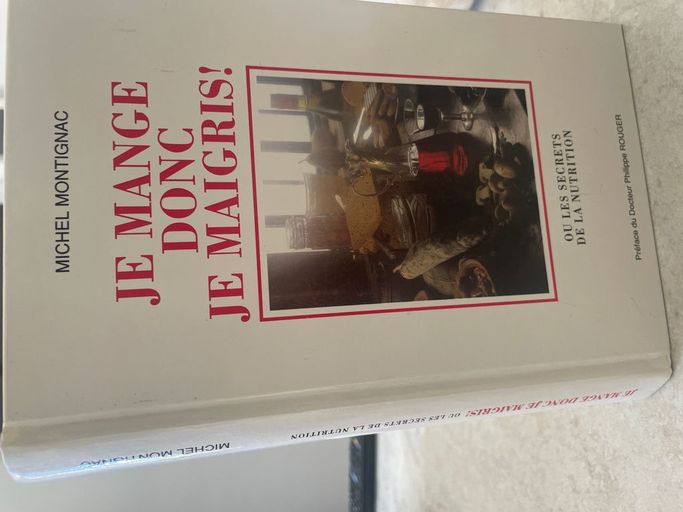 MICHEL MONTIGNAC
JE MANGE
DONC
JE MAIGRIS!
OU LES SECRETS
DE LA NUTRITION
Préface du Docteur Philippe ROUGER
MICHEL MONTIGNAC JE MANGE DONC JE MAIGRIS! OU LES SECRETS DE LA NUTRITION